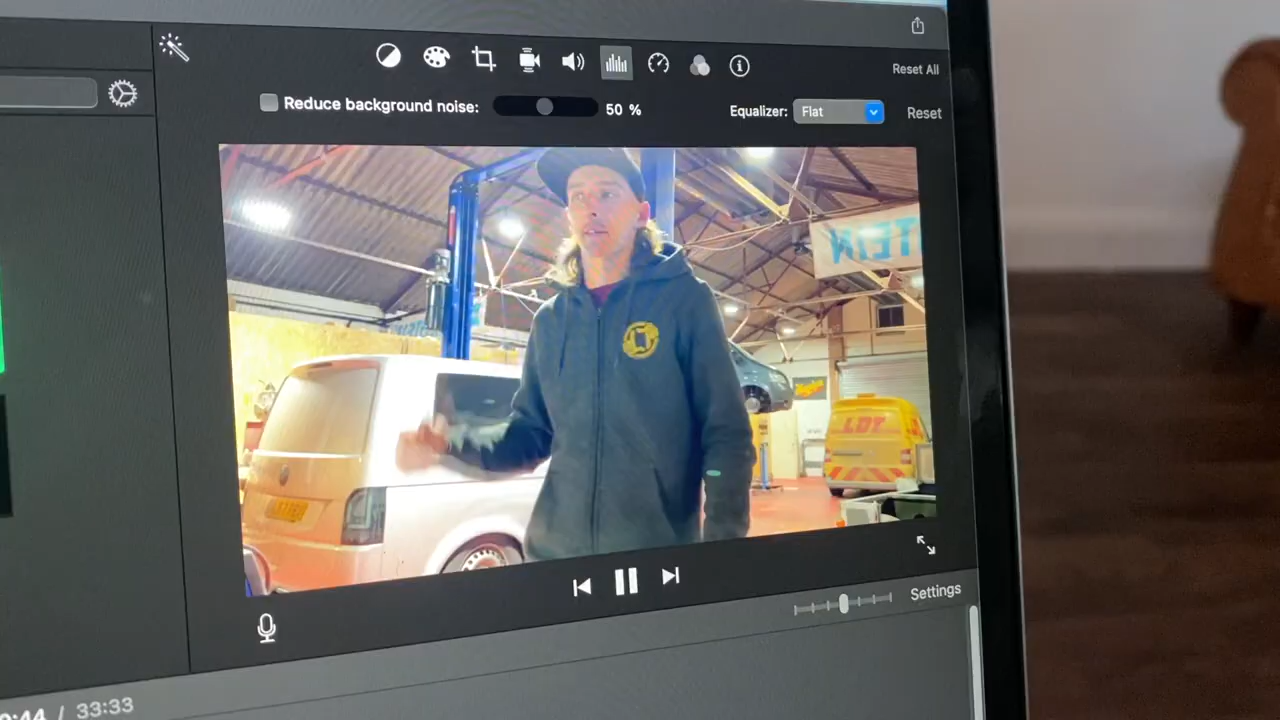 Reset All
Reduce background noise: 50 %
Equalizer: Flat
Reset
LDT
Settings
/ 33:33